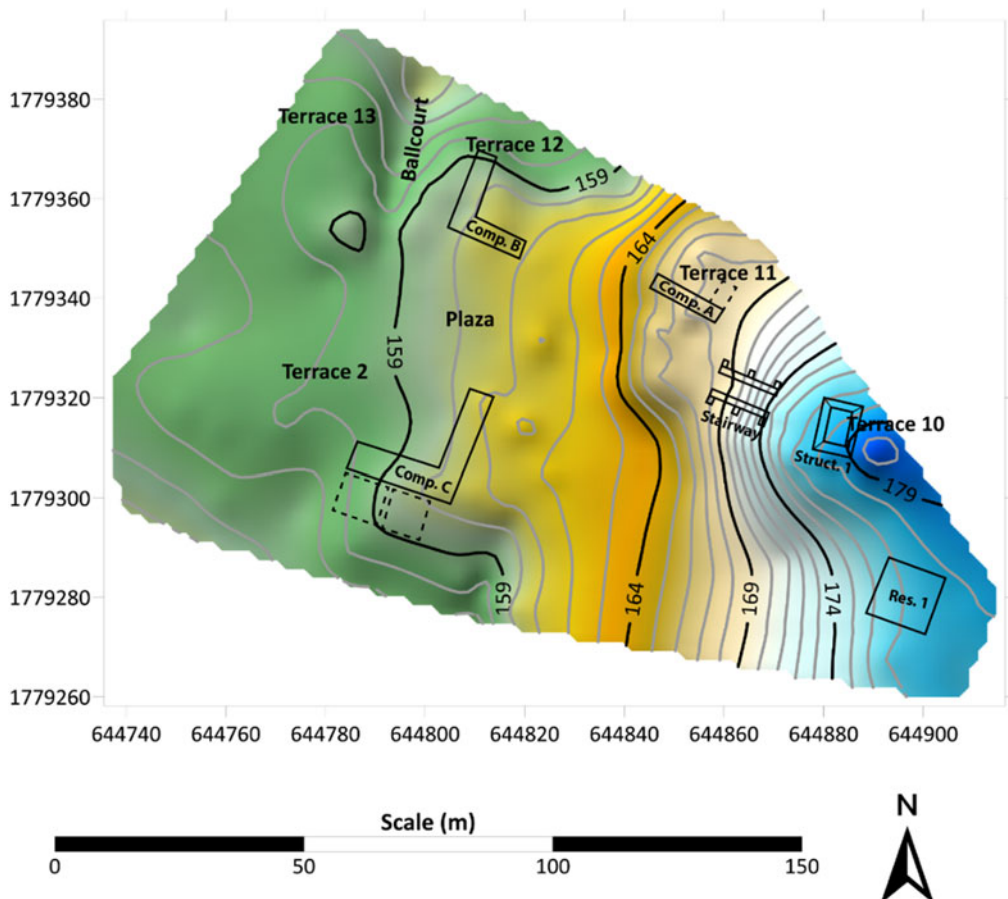 1779380
1779360
1779340
1779320
1779300
1779280
1779260
Terrace 13
Ballcourt
Terrace 12
159
Comp. B
164
Terrace 11
Comp. A
Plaza
159
Terrace 2
Stairway
Terrace 10
Struct. 1
Comp. C
179
159
164
169
174
Res. 1
644740 644760 644780 644800 644820 644840 644860 644880 644900
Scale (m)
0 50 100 150
N